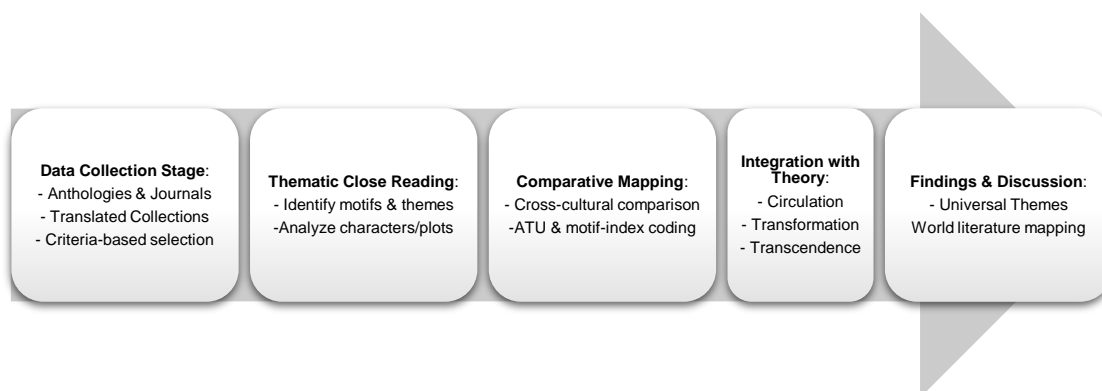 Data Collection Stage:
- Anthologies & Journals
- Translated Collections
- Criteria-based selection
Thematic Close Reading:
- Identify motifs & themes
-Analyze characters/plots
Comparative Mapping:
- Cross-cultural comparison
-ATU & motif-index coding
Integration with
Theory:
- Circulation
- Transformation
- Transcendence
Findings & Discussion:
- Universal Themes
World literature mapping